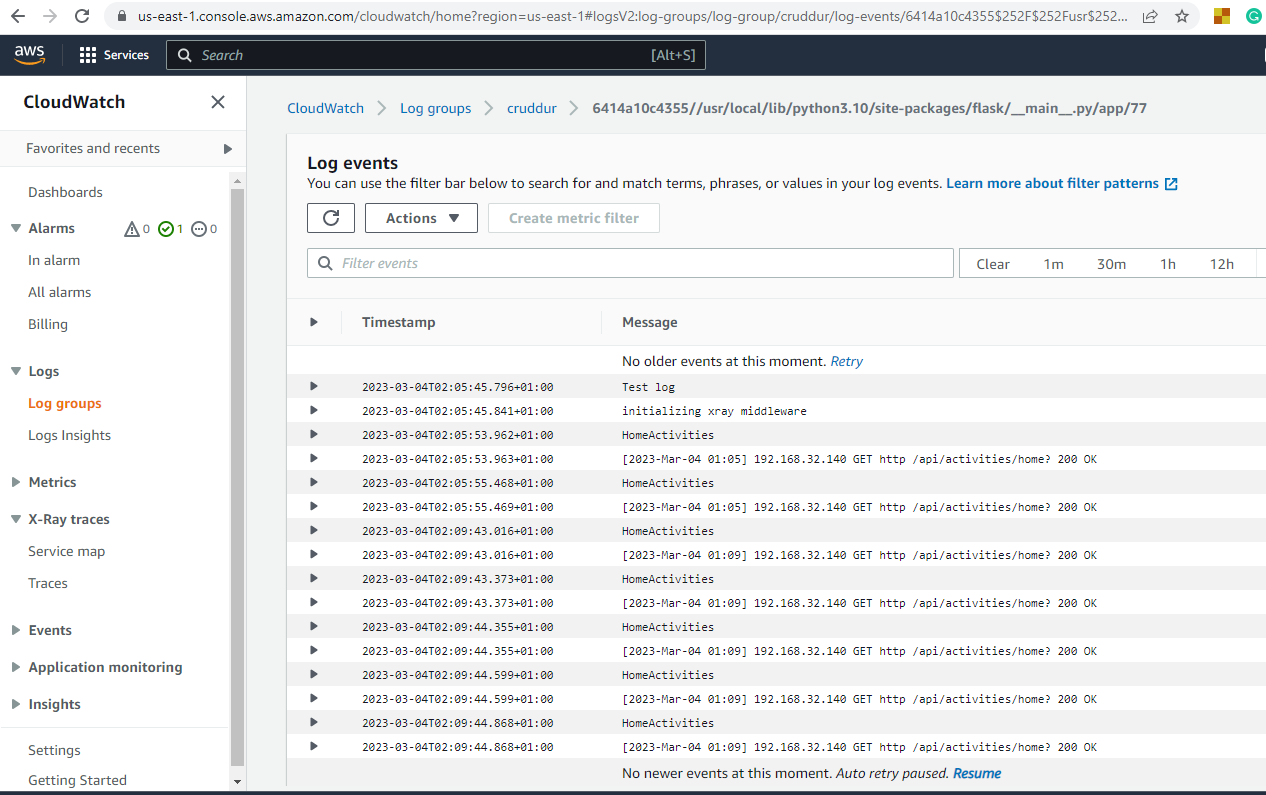 us-east-1.console.aws.amazon.com/cloudwatch/home?region=us-east-1#logsV2:log-groups/log-group/cruddur/log-events/6414a10c4355$252F$252Fusr$252...
aws Services Search [Alt+S]
CloudWatch
Favorites and recents
Dashboards
Alarms 0 1 0
In alarm
All alarms
Billing
Logs
Log groups
Logs Insights
Metrics
X-Ray traces
Service map
Traces
Events
Application monitoring
Insights
Settings
Getting Started
CloudWatch Log groups cruddur 6414a10c4355//usr/local/lib/python3.10/site-packages/flask/__main__.py/app/77
Log events
You can use the filter bar below to search for and match terms, phrases, or values in your log events. Learn more about filter patterns
Actions Create metric filter
Filter events Clear 1m 30m 1h 12h
Timestamp Message
No older events at this moment. Retry
2023-03-04T02:05:45.796+01:00 Test log
2023-03-04T02:05:45.841+01:00 initializing xray middleware
2023-03-04T02:05:53.962+01:00 HomeActivities
2023-03-04T02:05:53.963+01:00 [2023-Mar-04 01:05] 192.168.32.140 GET http /api/activities/home? 200 OK
2023-03-04T02:05:55.468+01:00 HomeActivities
2023-03-04T02:05:55.469+01:00 [2023-Mar-04 01:05] 192.168.32.140 GET http /api/activities/home? 200 OK
2023-03-04T02:09:43.016+01:00 HomeActivities
2023-03-04T02:09:43.016+01:00 [2023-Mar-04 01:09] 192.168.32.140 GET http /api/activities/home? 200 OK
2023-03-04T02:09:43.373+01:00 HomeActivities
2023-03-04T02:09:43.373+01:00 [2023-Mar-04 01:09] 192.168.32.140 GET http /api/activities/home? 200 OK
2023-03-04T02:09:44.355+01:00 HomeActivities
2023-03-04T02:09:44.355+01:00 [2023-Mar-04 01:09] 192.168.32.140 GET http /api/activities/home? 200 OK
2023-03-04T02:09:44.599+01:00 HomeActivities
2023-03-04T02:09:44.599+01:00 [2023-Mar-04 01:09] 192.168.32.140 GET http /api/activities/home? 200 OK
2023-03-04T02:09:44.868+01:00 HomeActivities
2023-03-04T02:09:44.868+01:00 [2023-Mar-04 01:09] 192.168.32.140 GET http /api/activities/home? 200 OK
No newer events at this moment. Auto retry paused. Resume